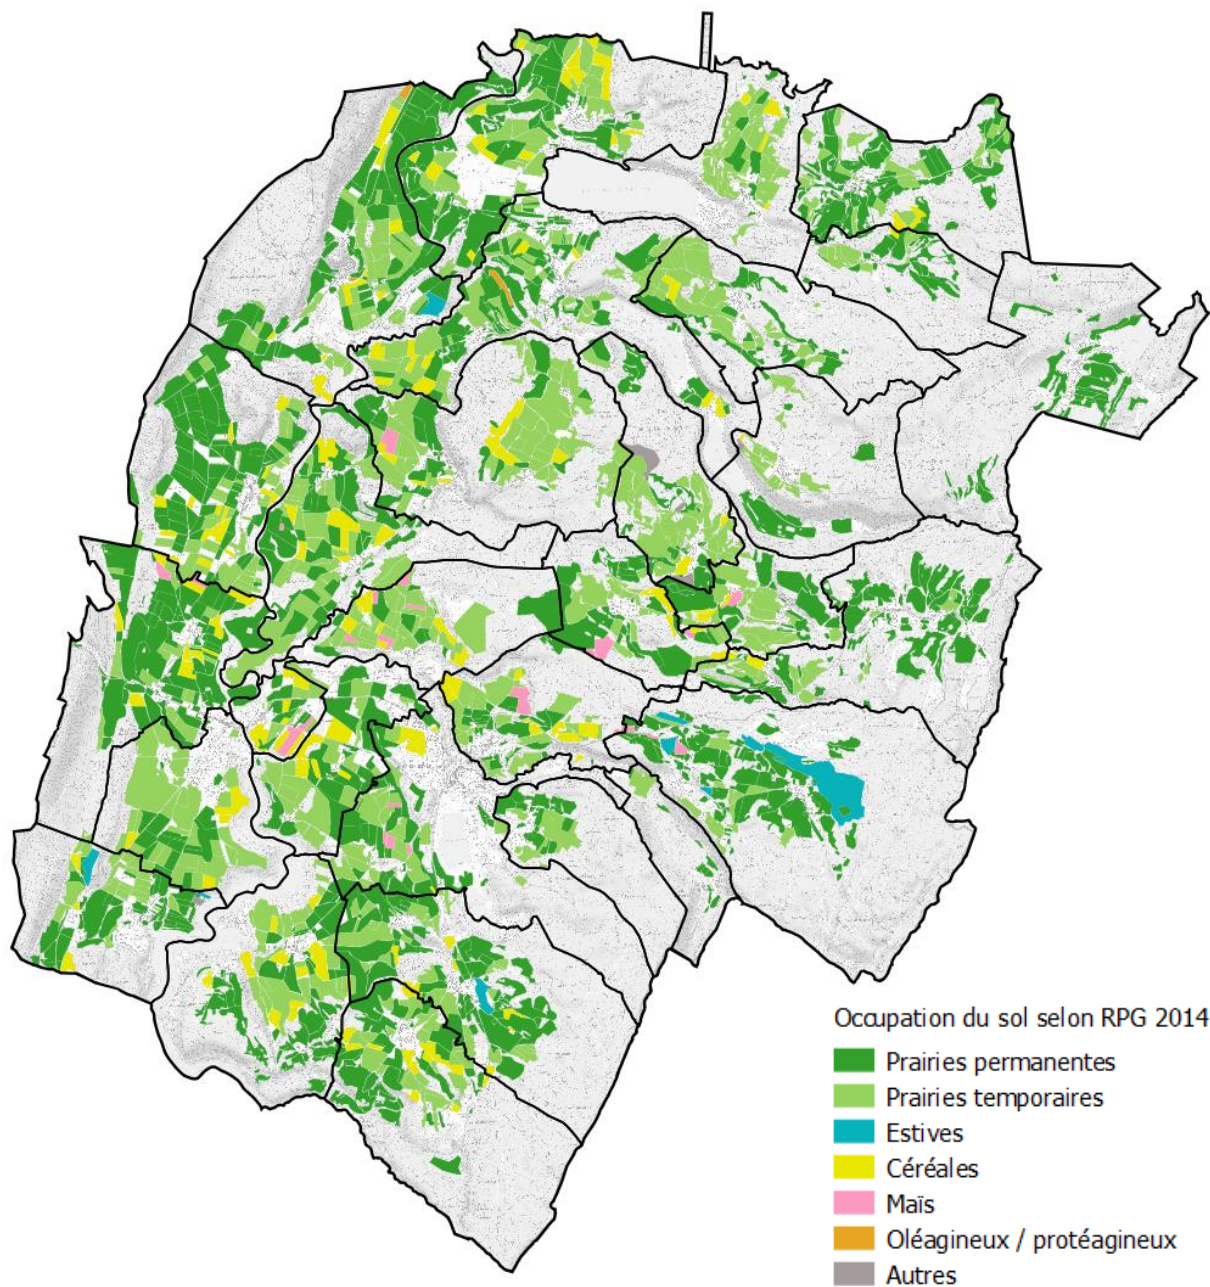 Occupation du sol selon RPG 2014
Prairies permanentes
Prairies temporaires
Estives
Céréales
Maïs
Oléagineux / protéagineux
Autres